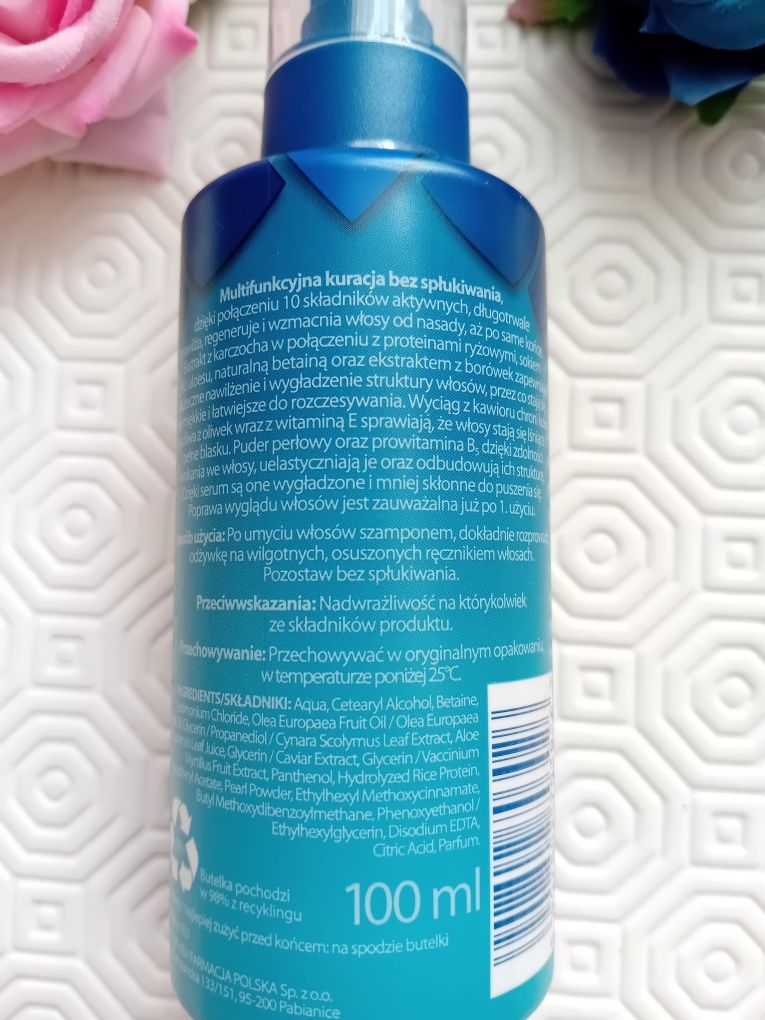 Multifunkcyjna kuracja bez spłukiwania,
dzięki połączeniu 10 składników aktywnych, długotrwale
regeneruje i wzmacnia włosy od nasady, aż po same końce.
Ekstrakt z karczocha w połączeniu z proteinami ryżowymi, sokiem
aloesu, naturalną betainą oraz ekstraktem z borówek zapewnia
nawilżenie i wygładzenie struktury włosów, przez co stają się
miękkie i łatwiejsze do rozczesywania. Wyciąg z kawioru chroni
z oliwek wraz z witaminą E sprawiają, że włosy stają się lśniące
pełne blasku. Puder perłowy oraz prowitamina B5 dzięki zdolności
wnikania we włosy, uelastyczniają je oraz odbudowują ich strukturę.
Dzięki serum są one wygładzone i mniej skłonne do puszenia się.
Poprawa wyglądu włosów jest zauważalna już po 1. użyciu.
użycia: Po umyciu włosów szamponem, dokładnie rozprowadź
odżywkę na wilgotnych, osuszonych ręcznikiem włosach.
Pozostaw bez spłukiwania.
Przeciwwskazania: Nadwrażliwość na którykolwiek
ze składników produktu.
Przechowywanie: Przechowywać w oryginalnym opakowaniu,
w temperaturze poniżej 25°C.
INGREDIENTS/SKŁADNIKI: Aqua, Cetearyl Alcohol, Betaine,
Chloride, Olea Europaea Fruit Oil / Olea Europaea
Glycerin / Propanediol / Cynara Scolymus Leaf Extract, Aloe
Leaf Juice, Glycerin / Caviar Extract, Glycerin / Vaccinium
Myrtillus Fruit Extract, Panthenol, Hydrolyzed Rice Protein,
Acetate, Pearl Powder, Ethylhexyl Methoxycinnamate,
Butyl Methoxydibenzoylmethane, Phenoxyethanol /
Ethylhexylglycerin, Disodium EDTA,
Citric Acid, Parfum.
Butelka pochodzi
w 98% z recyklingu
100 ml
Najlepiej zużyć przed końcem: na spodzie butelki
FARMACJA POLSKA Sp. z o.o.
133/151, 95-200 Pabianice